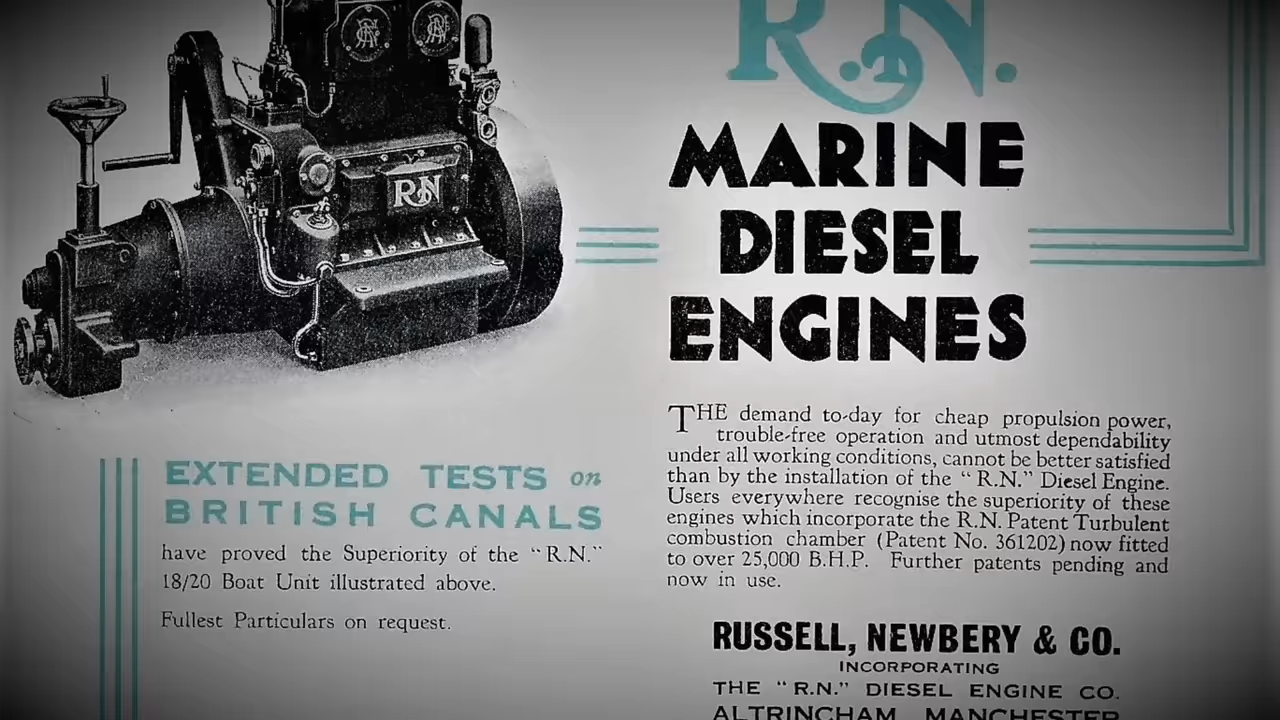 R.N.
MARINE
DIESEL
ENGINES
RN
THE demand to-day for cheap propulsion power,
trouble-free operation and utmost dependability
under all working conditions, cannot be better satisfied
than by the installation of the "R.N." Diesel Engine.
Users everywhere recognise the superiority of these
engines which incorporate the R.N. Patent Turbulent
combustion chamber (Patent No. 361202) now fitted
to over 25,000 B.H.P. Further patents pending and
now in use.
EXTENDED TESTS on
BRITISH CANALS
have proved the Superiority of the "R.N."
18/20 Boat Unit illustrated above.
Fullest Particulars on request.
RUSSELL, NEWBERY & CO.
INCORPORATING
THE "R.N." DIESEL ENGINE CO.
ALTRINCHAM MANCHESTER